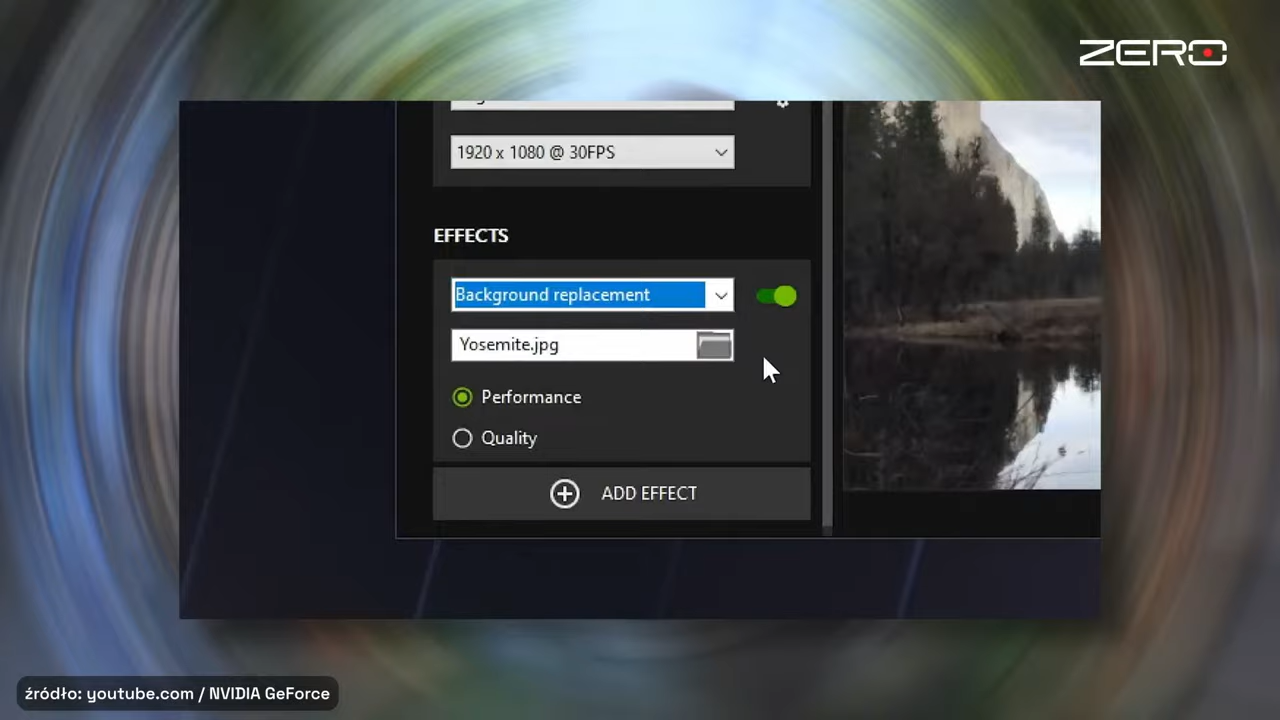 ZERO
1920 x 1080 @ 30FPS
EFFECTS
Background replacement
Yosemite.jpg
Performance
Quality
ADD EFFECT
źródło: youtube.com / NVIDIA GeForce